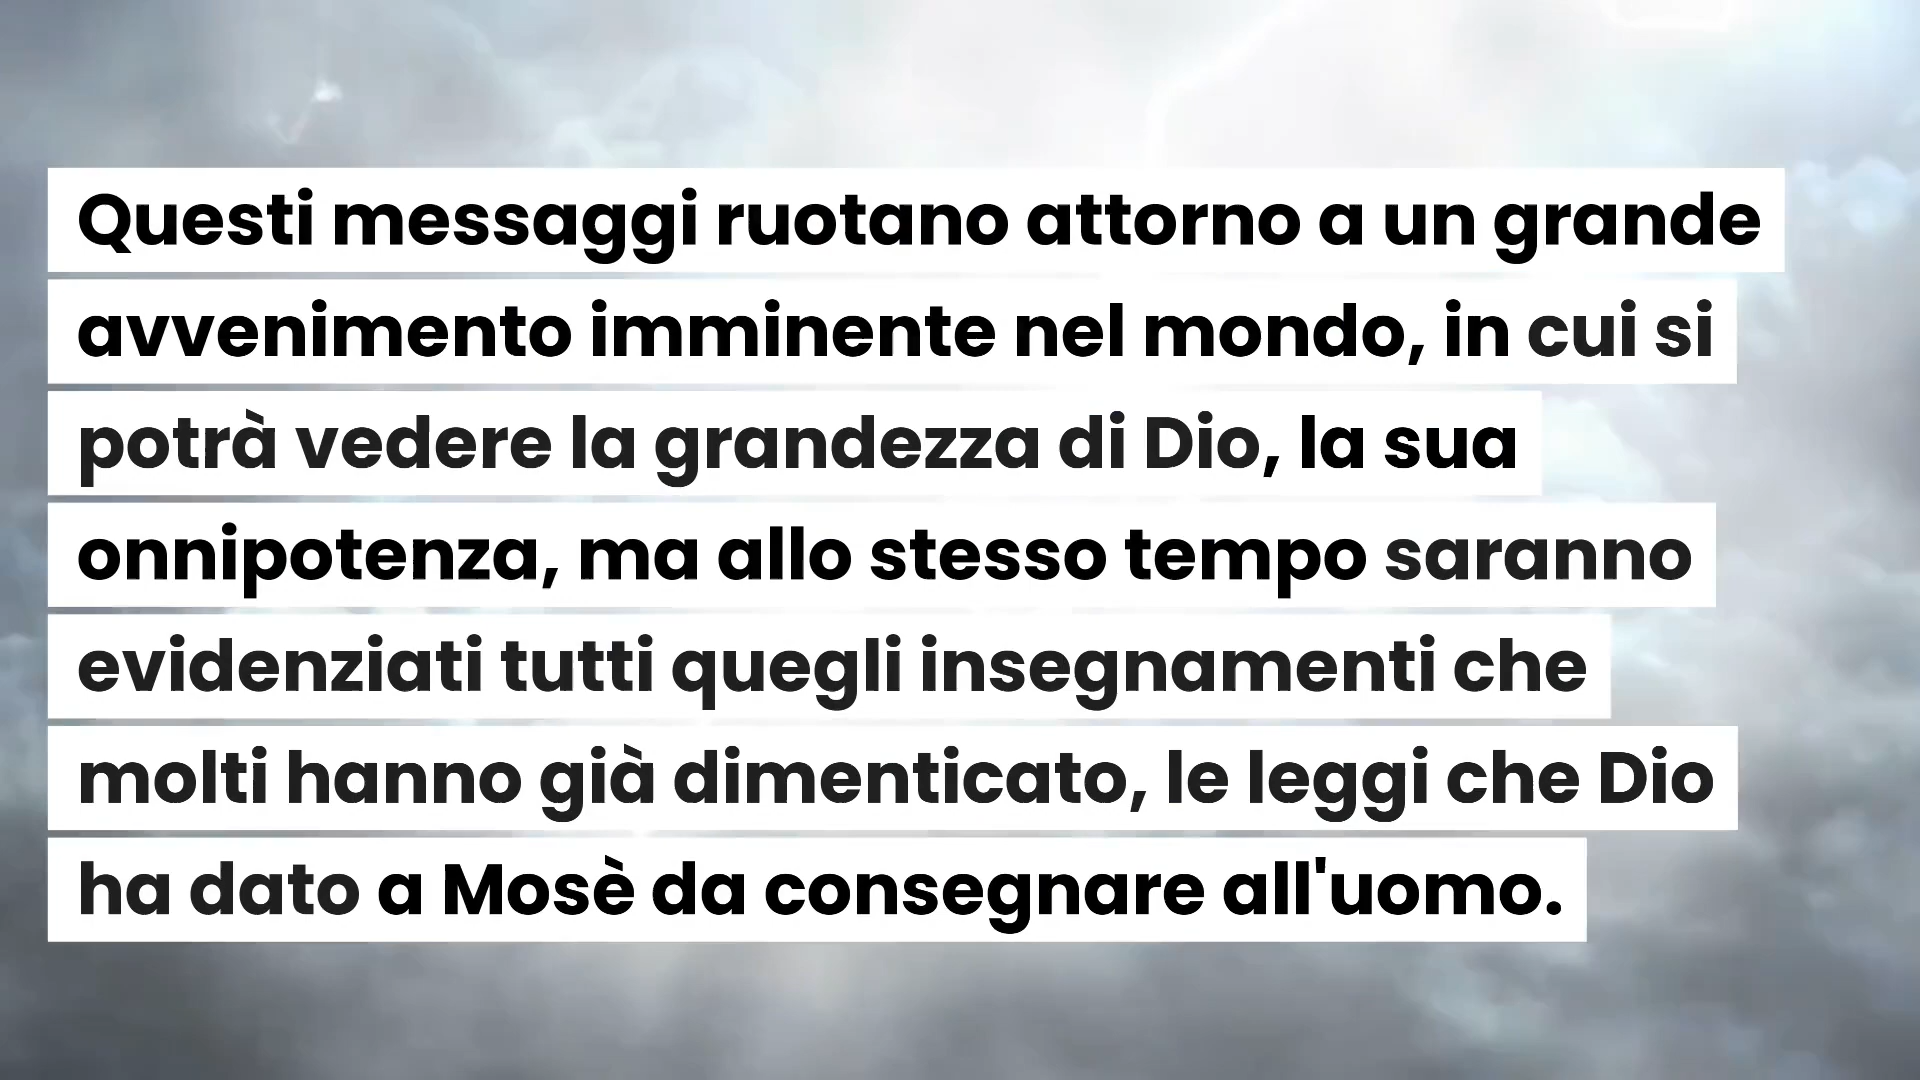 Questi messaggi ruotano attorno a un grande
avvenimento imminente nel mondo, in cui si
potrà vedere la grandezza di Dio, la sua
onnipotenza, ma allo stesso tempo saranno
evidenziati tutti quegli insegnamenti che
molti hanno già dimenticato, le leggi che Dio
ha dato a Mosè da consegnare all'uomo.